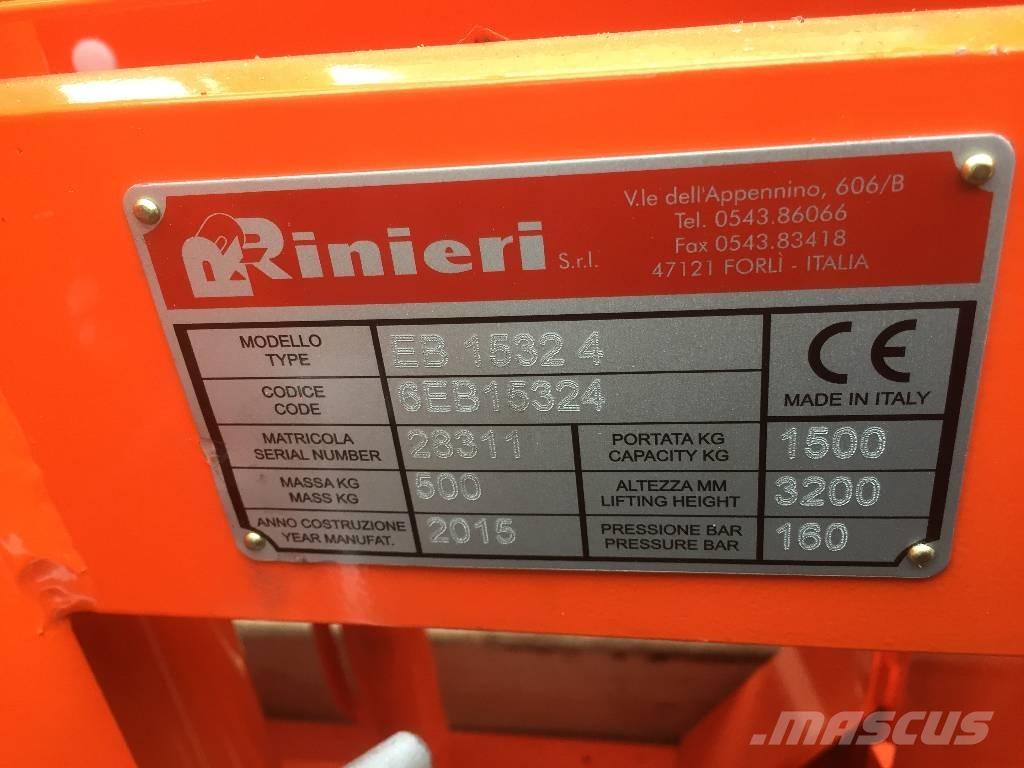 Rinieri S.r.l.
V.le dell'Appennino, 606/B
Tel. 0543.86066
Fax 0543.83418
47121 FORLÌ - ITALIA
MODELLO
TYPE
EB 1532 4
CODICE
CODE
6EB15324
CE
MADE IN ITALY
MATRICOLA
SERIAL NUMBER
28311
PORTATA KG
CAPACITY KG
1500
MASSA KG
MASS KG
500
ALTEZZA MM
LIFTING HEIGHT
3200
ANNO COSTRUZIONE
YEAR MANUFAT.
2015
PRESSIONE BAR
PRESSURE BAR
160
MASCUS